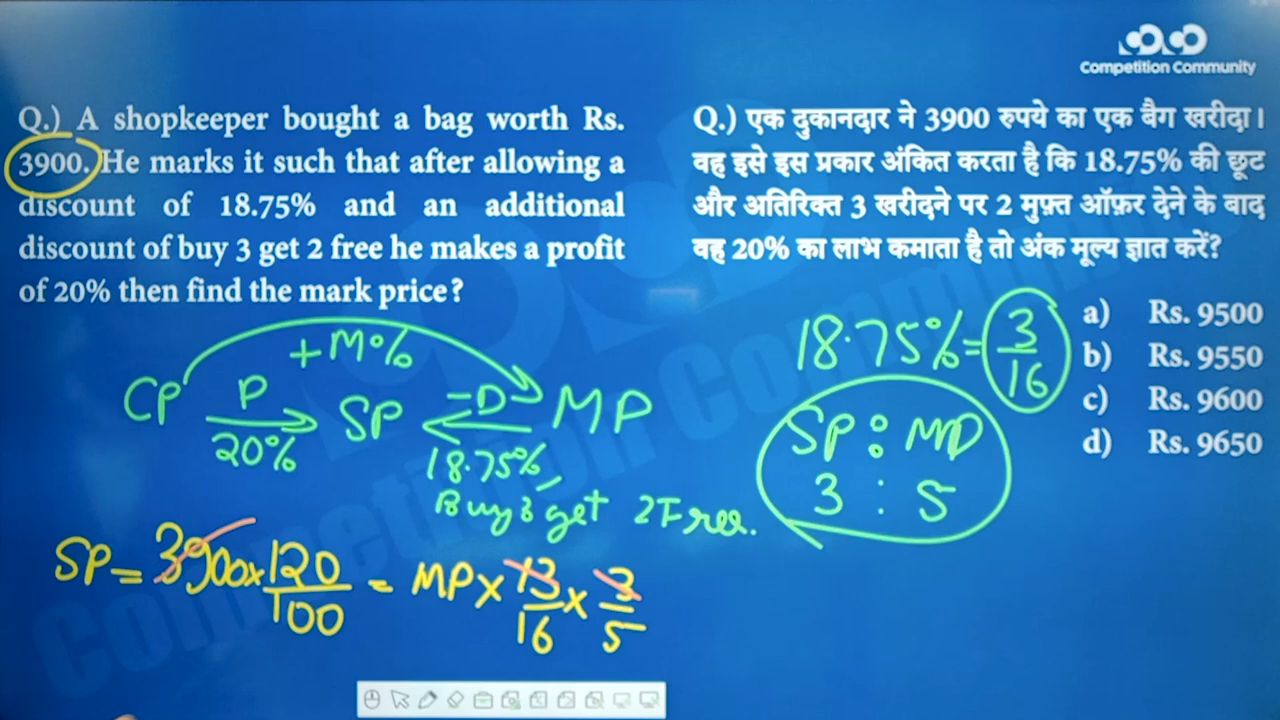 Competition Community
Q.) A shopkeeper bought a bag worth Rs.
3900. He marks it such that after allowing a
discount of 18.75% and an additional
discount of buy 3 get 2 free he makes a profit
of 20% then find the mark price?
Q.) एक दुकानदार ने 3900 रुपये का एक बैग खरीदा।
वह इसे इस प्रकार अंकित करता है कि 18.75% की छूट
और अतिरिक्त 3 खरीदने पर 2 मुफ़्त ऑफ़र देने के बाद
वह 20% का लाभ कमाता है तो अंक मूल्य ज्ञात करें?
a) Rs. 9500
b) Rs. 9550
c) Rs. 9600
d) Rs. 9650
18.75% = 3/16
SP : MP
3 : 5
+M%
CP P 20% SP -D MP
18.75%,
Buy 3 get 2 Free.
SP = 3900 × 120/100 = MP × 13/16 × 3/5
Competition Community